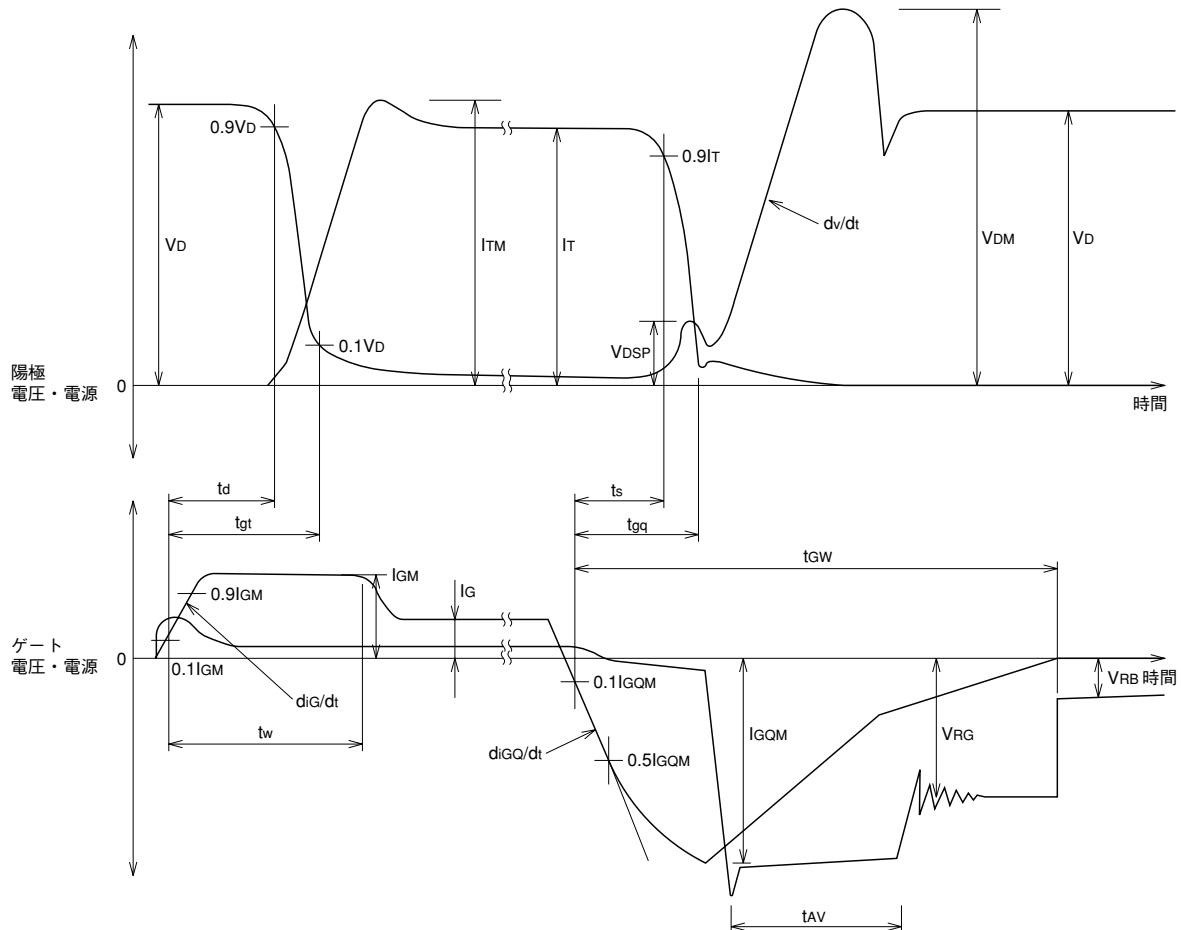 0.9VD
VD
0.1VD
ITM
IT
0.9IT
VDSP
dv/dt
VDM
VD
陽極
電圧・電源
0
時間
td
tgt
ts
tgq
tGW
IGM
0.9IGM
IG
ゲート
電圧・電源
0
0.1IGM
diG/dt
tw
0.1IGQM
diGQ/dt
0.5IGQM
IGQM
VRG
VRB 時間
tAV